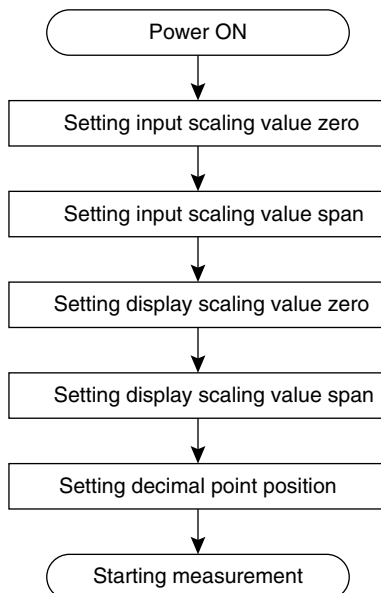 Power ON
Setting input scaling value zero
Setting input scaling value span
Setting display scaling value zero
Setting display scaling value span
Setting decimal point position
Starting measurement